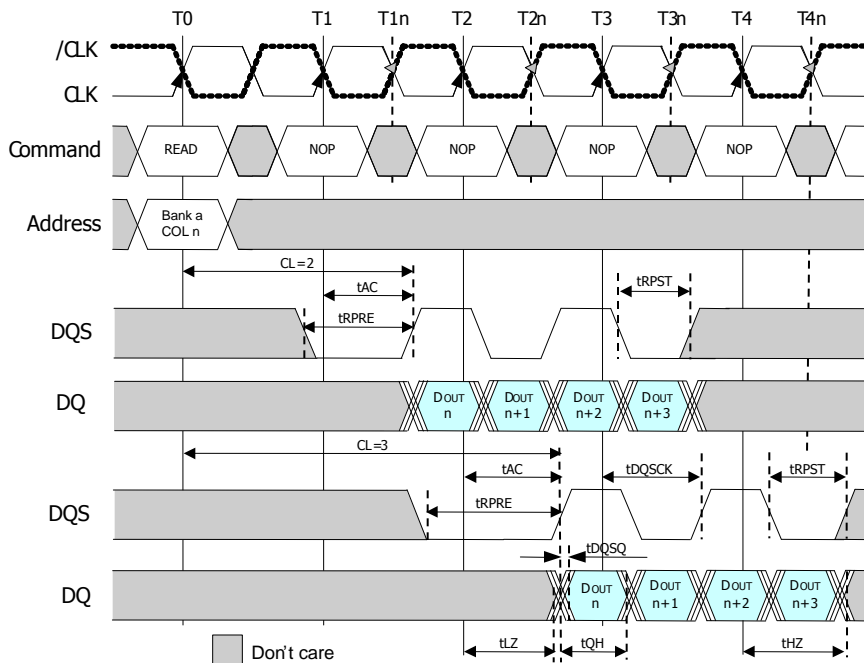 T0 T1 T1n T2 T2n T3 T3n T4 T4n
/CLK
CLK
Command READ NOP NOP NOP NOP
Address Bank a
COL n
CL=2
tAC
tRPST
tRPRE
DQS
DQ DOUT n DOUT n+1 DOUT n+2 DOUT n+3
CL=3
tAC tDQSCK tRPST
tRPRE
DQS
tDQSQ
DQ DOUT n DOUT n+1 DOUT n+2 DOUT n+3
tLZ tQH tHZ
Don't care